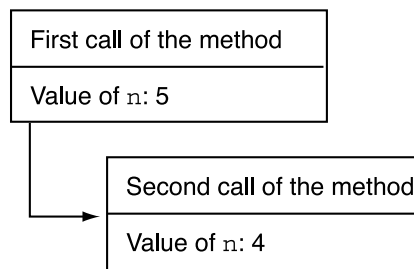 First call of the method
Value of n: 5
Second call of the method
Value of n: 4